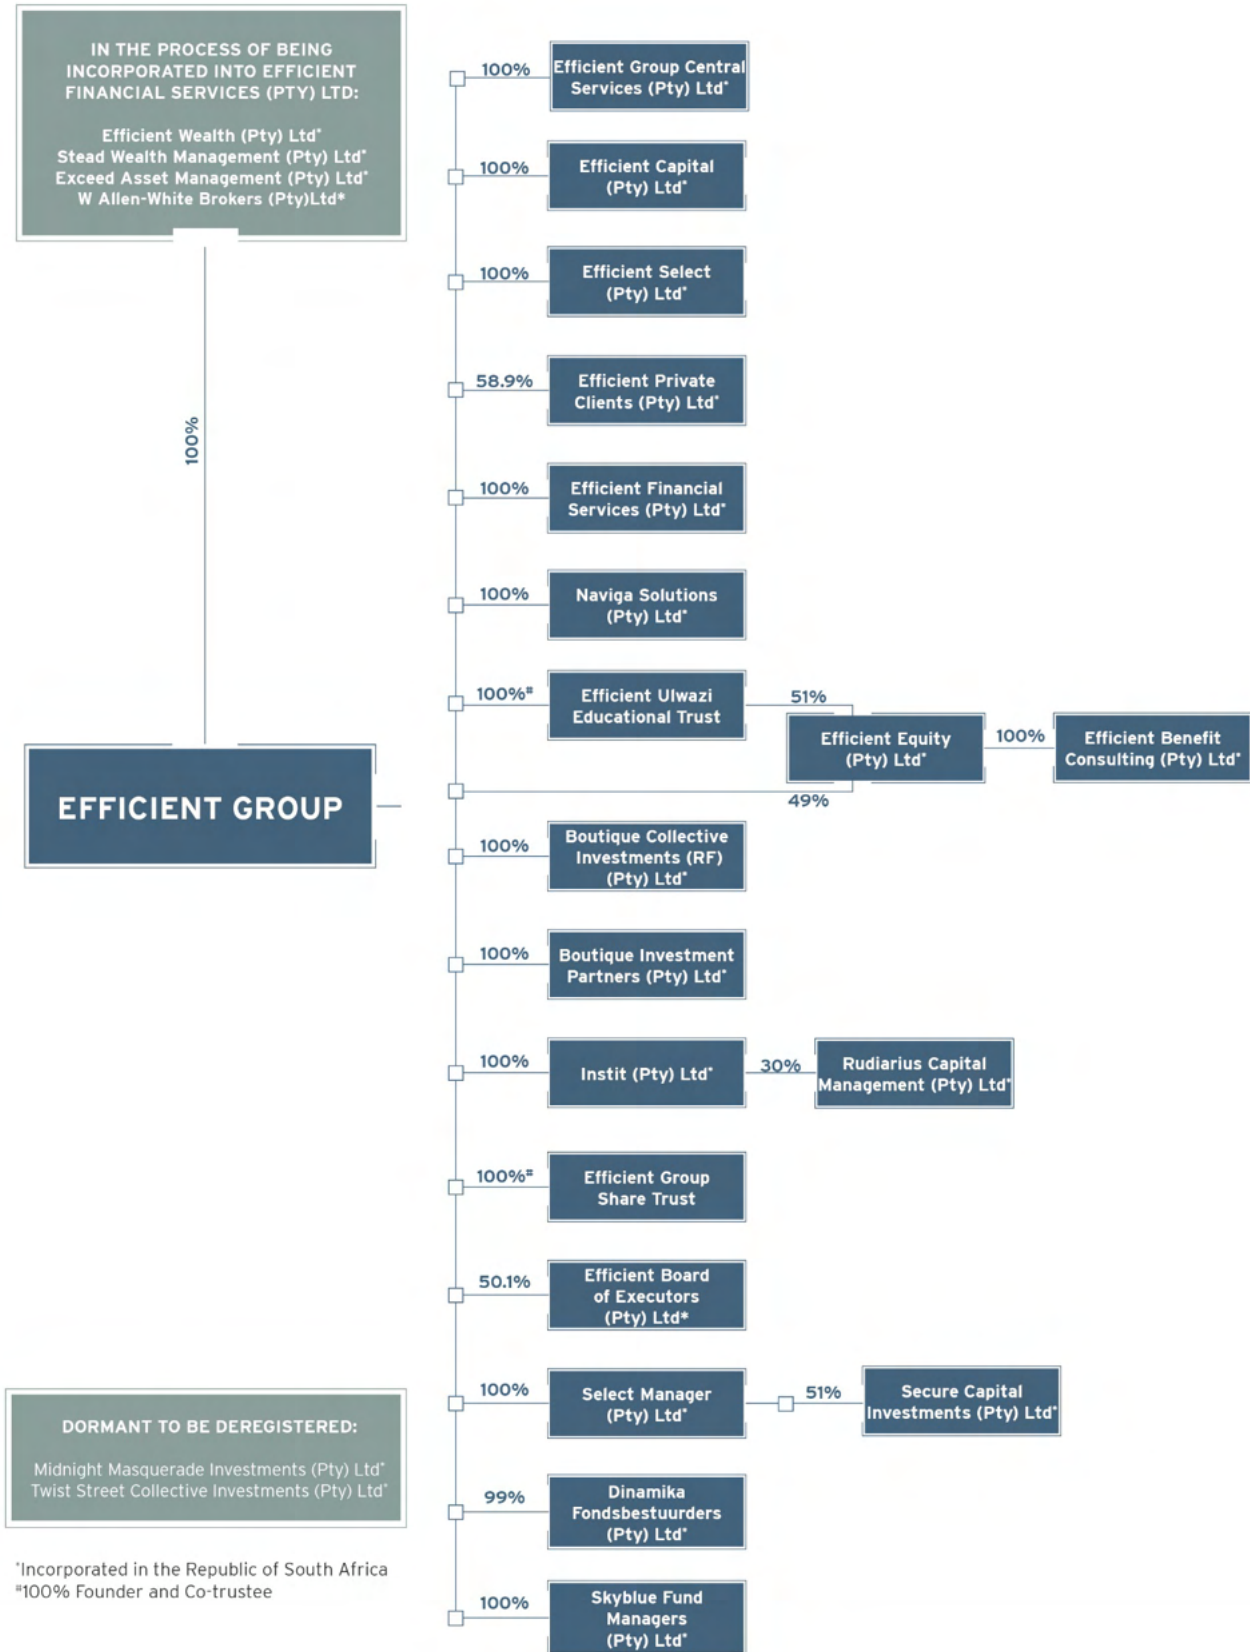 IN THE PROCESS OF BEING
INCORPORATED INTO EFFICIENT
FINANCIAL SERVICES (PTY) LTD:
Efficient Wealth (Pty) Ltd*
Stead Wealth Management (Pty) Ltd*
Exceed Asset Management (Pty) Ltd*
W Allen-White Brokers (Pty)Ltd*
100%
EFFICIENT GROUP
100%
Efficient Group Central
Services (Pty) Ltd*
100%
Efficient Capital
(Pty) Ltd*
100%
Efficient Select
(Pty) Ltd*
58.9%
Efficient Private
Clients (Pty) Ltd*
100%
Efficient Financial
Services (Pty) Ltd*
100%
Naviga Solutions
(Pty) Ltd*
100%#
Efficient Ulwazi
Educational Trust
51%
Efficient Equity
(Pty) Ltd*
100%
Efficient Benefit
Consulting (Pty) Ltd*
49%
100%
Boutique Collective
Investments (RF)
(Pty) Ltd*
100%
Boutique Investment
Partners (Pty) Ltd*
100%
Instit (Pty) Ltd*
30%
Rudiarius Capital
Management (Pty) Ltd*
100%#
Efficient Group
Share Trust
50.1%
Efficient Board
of Executors
(Pty) Ltd*
100%
Select Manager
(Pty) Ltd*
51%
Secure Capital
Investments (Pty) Ltd*
99%
Dinamika
Fondsbestuurders
(Pty) Ltd*
100%
Skyblue Fund
Managers
(Pty) Ltd*
DORMANT TO BE DEREGISTERED:
Midnight Masquerade Investments (Pty) Ltd*
Twist Street Collective Investments (Pty) Ltd*
*Incorporated in the Republic of South Africa
#100% Founder and Co-trustee